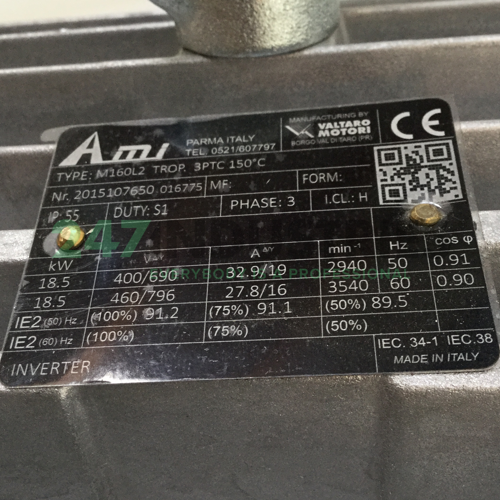 Ami
PARMA ITALY
TEL. 0521/607797
MANUFACTURING BY
VALTARO
MOTORI
BORGO VAL DI TARO (PR)
CE
TYPE: M160L2 TROP. 3PTC 150°C
Nr. 2015107650 016775 MF: FORM:
IP 55 DUTY: S1 PHASE: 3 I.CL.: H
247
kW V Δ/Y A Δ/Y min⁻¹ Hz cos φ
18.5 400/690 32.9/19 2940 50 0.91
18.5 460/796 27.8/16 3540 60 0.90
IE2 (50) Hz (100%) 91.2 (75%) 91.1 (50%) 89.5
IE2 (60) Hz (100%) (75%) (50%)
INVERTER
IEC. 34-1 IEC.38
MADE IN ITALY